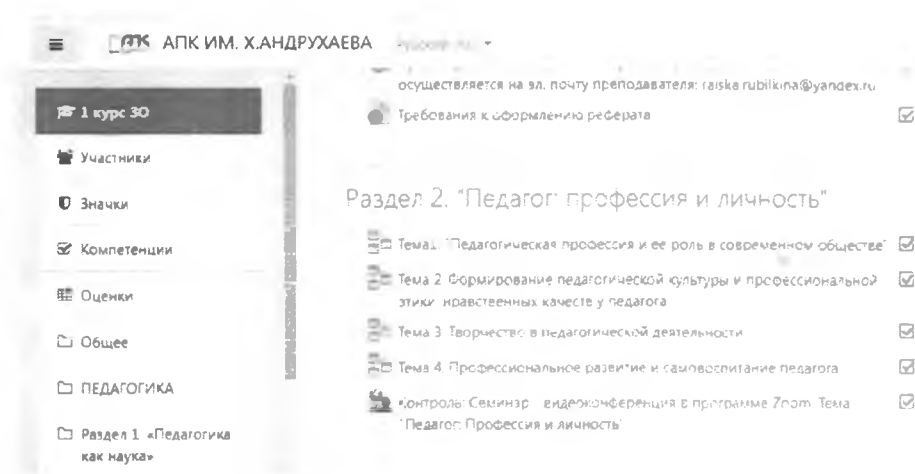 АПК ИМ. Х.АНДРУХАЕВА
1 курс ЗО
Участники
Значки
Компетенции
Оценки
Общее
ПЕДАГОГИКА
Раздел 1. «Педагогика
как наука»
осуществляется на эл. почту преподавателя: raiska.rubilkina@yandex.ru
Требования к оформлению реферата
Раздел 2. "Педагог: профессия и личность"
Тема1. "Педагогическая профессия и ее роль в современном обществе"
Тема 2 Формирование педагогической культуры и профессиональной
этики нравственных качеств у педагога
Тема 3. Творчество в педагогической деятельности
Тема 4. Профессиональное развитие и самовоспитание педагога
Контроль: Семинар - видеоконференция в программе Zoom. Тема
"Педагог: Профессия и личность"